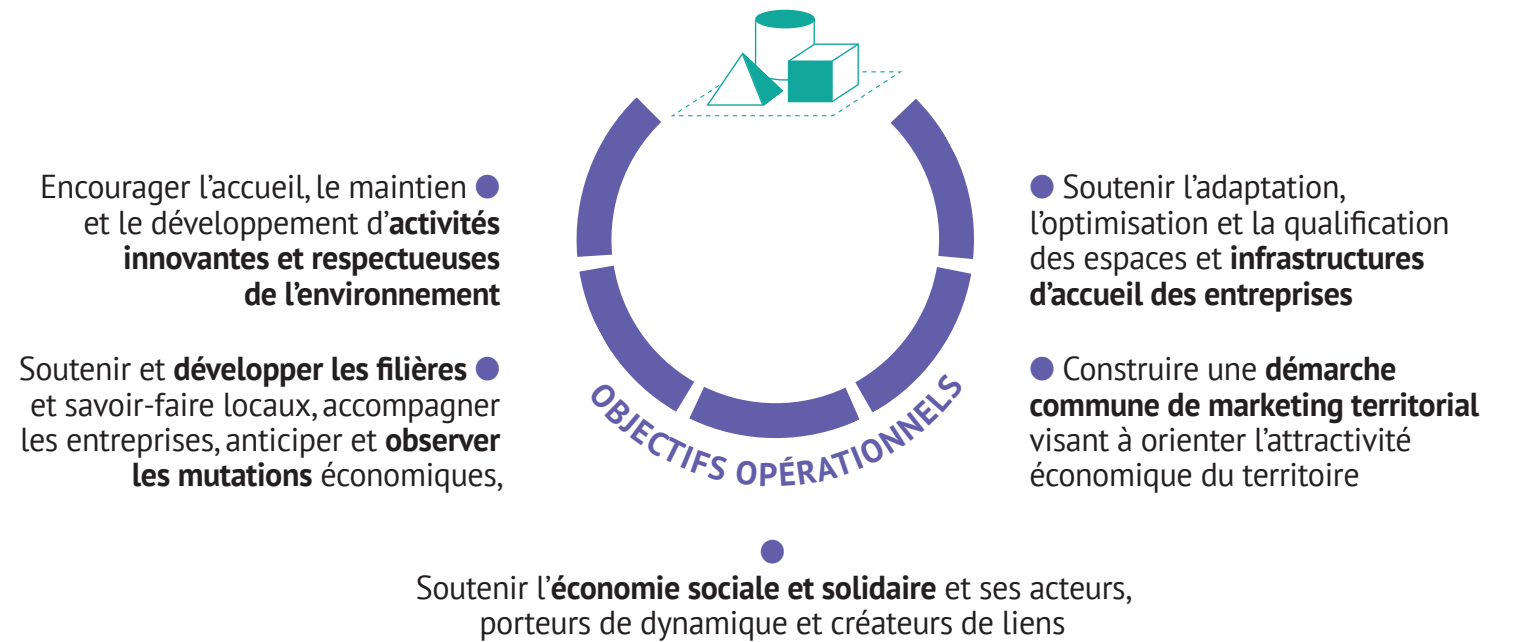 Encourager l’accueil, le maintien
et le développement d’activités
innovantes et respectueuses
de l’environnement
Soutenir et développer les filières
et savoir-faire locaux, accompagner
les entreprises, anticiper et observer
les mutations économiques,
Soutenir l’adaptation,
l’optimisation et la qualification
des espaces et infrastructures
d’accueil des entreprises
Construire une démarche
commune de marketing territorial
visant à orienter l’attractivité
économique du territoire
OBJECTIFS OPÉRATIONNELS
Soutenir l’économie sociale et solidaire et ses acteurs,
porteurs de dynamique et créateurs de liens